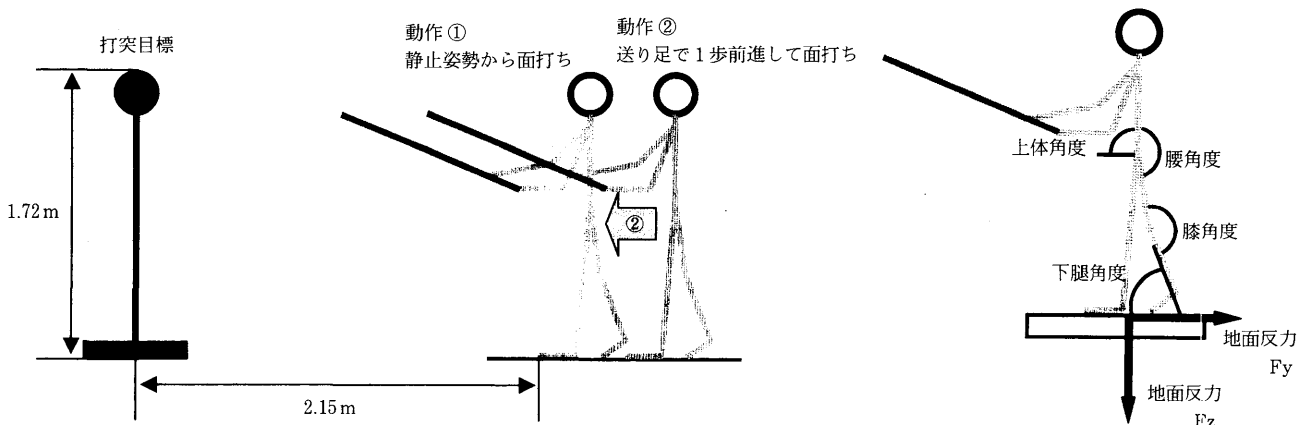 打突目標
動作①
静止姿勢から面打ち
動作②
送り足で1歩前進して面打ち
1.72m
②
2.15m
上体角度
腰角度
膝角度
下腿角度
地面反力
Fy
地面反力
Fz